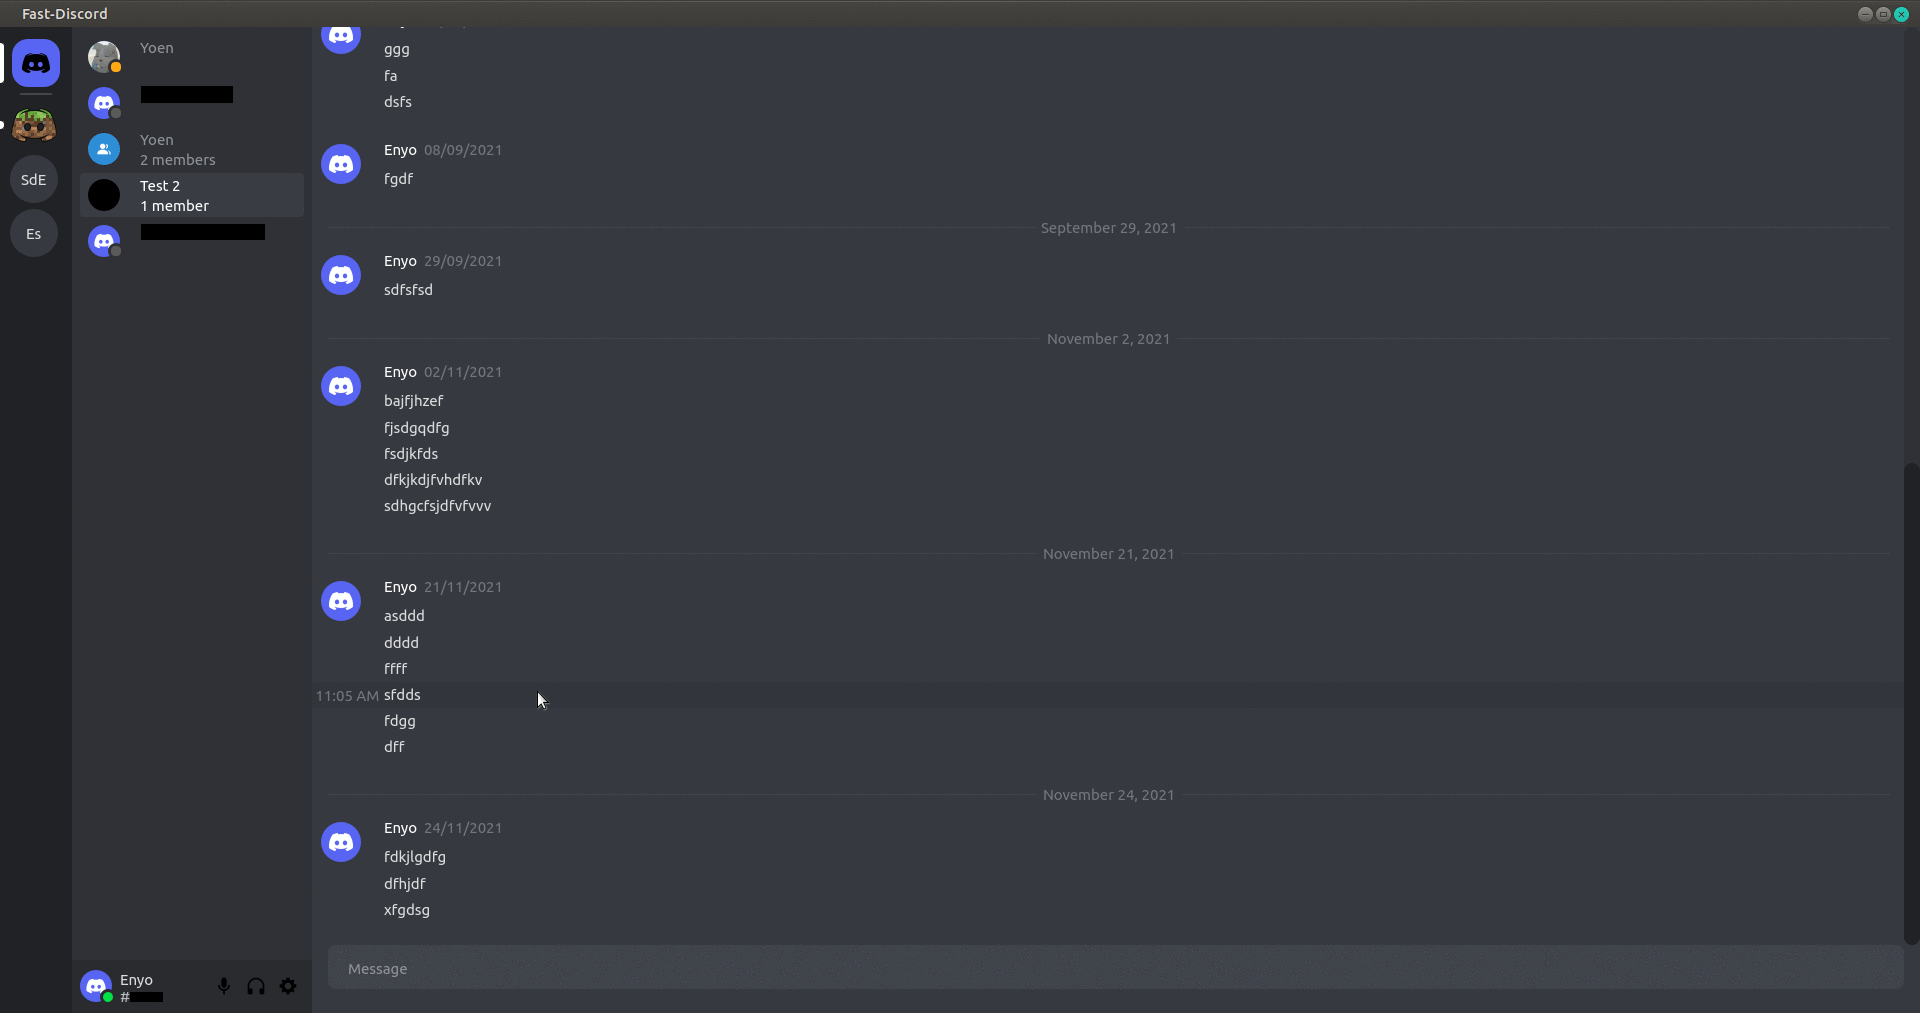 Fast-Discord
Yoen
Yoen
2 members
Test 2
1 member
SdE
Es
ggg
fa
dsfs
Enyo 08/09/2021
fgdf
September 29, 2021
Enyo 29/09/2021
sdfsfsd
November 2, 2021
Enyo 02/11/2021
bajfjhzef
fjsdgqdfg
fsdjkfds
dfkjkdjfvhdfkv
sdhgcfsjdfvfvvv
November 21, 2021
Enyo 21/11/2021
asddd
dddd
ffff
11:05 AM sfdds
fdgg
dff
November 24, 2021
Enyo 24/11/2021
fdkjlgdfg
dfhjdf
xfgdsg
Message
Enyo
#